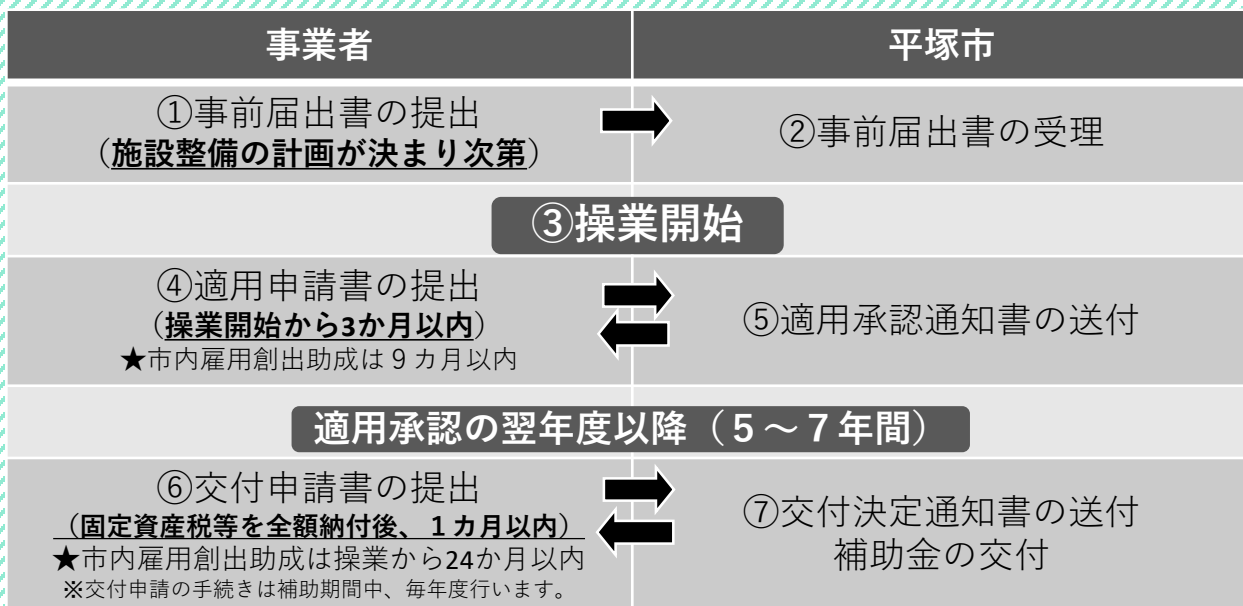 事業者
平塚市
①事前届出書の提出
（施設整備の計画が決まり次第）
②事前届出書の受理
③操業開始
④適用申請書の提出
（操業開始から3か月以内）
★市内雇用創出助成は９カ月以内
⑤適用承認通知書の送付
適用承認の翌年度以降（５～７年間）
⑥交付申請書の提出
（固定資産税等を全額納付後、１カ月以内）
★市内雇用創出助成は操業から24か月以内
※交付申請の手続きは補助期間中、毎年度行います。
⑦交付決定通知書の送付
補助金の交付